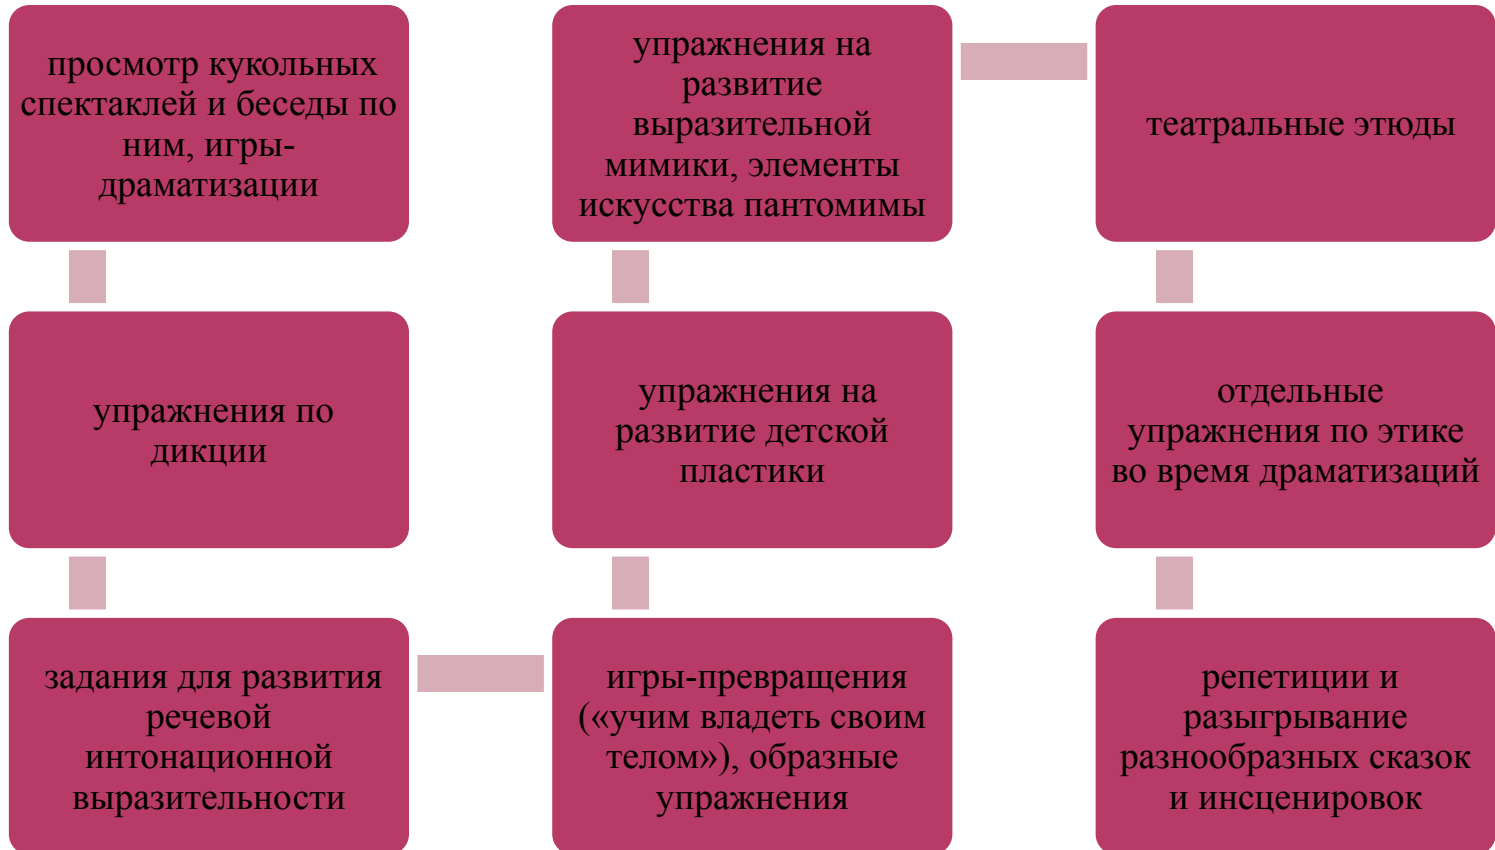 просмотр кукольных
спектаклей и беседы по
ним, игры-
драматизации
упражнения по
дикции
задания для развития
речевой
интонационной
выразительности
игры-превращения
(«учим владеть своим
телом»), образные
упражнения
упражнения на
развитие детской
пластики
упражнения на
развитие
выразительной
мимики, элементы
искусства пантомимы
театральные этюды
отдельные
упражнения по этике
во время драматизаций
репетиции и
разыгрывание
разнообразных сказок
и инсценировок